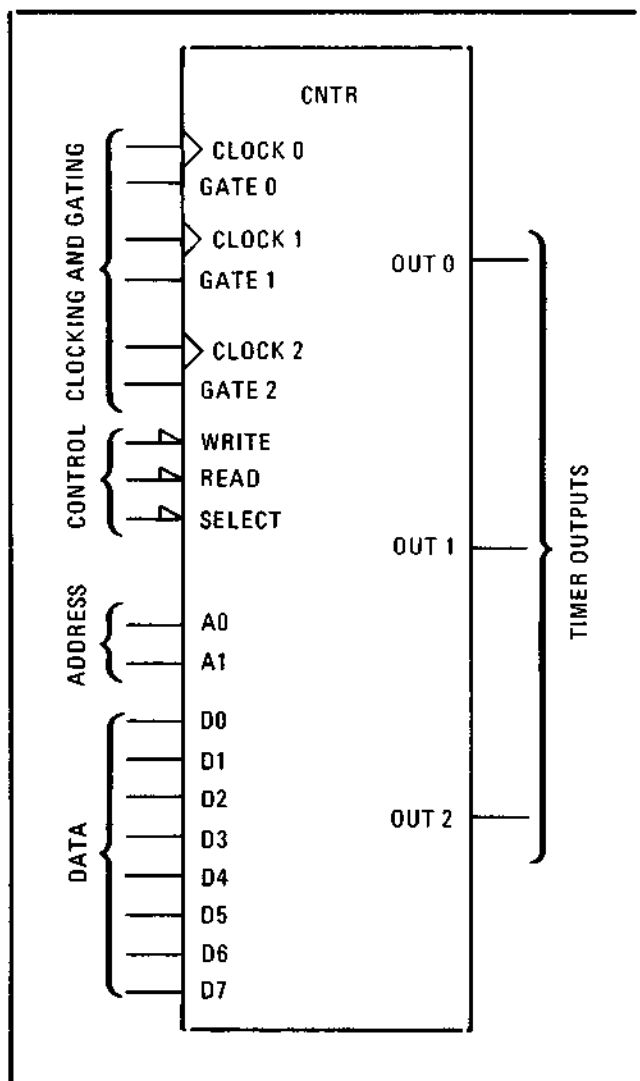 CNTR
CLOCKING AND GATING
CLOCK 0
GATE 0
CLOCK 1
GATE 1
CLOCK 2
GATE 2
CONTROL
WRITE
READ
SELECT
ADDRESS
A0
A1
DATA
D0
D1
D2
D3
D4
D5
D6
D7
OUT 0
OUT 1
OUT 2
TIMER OUTPUTS